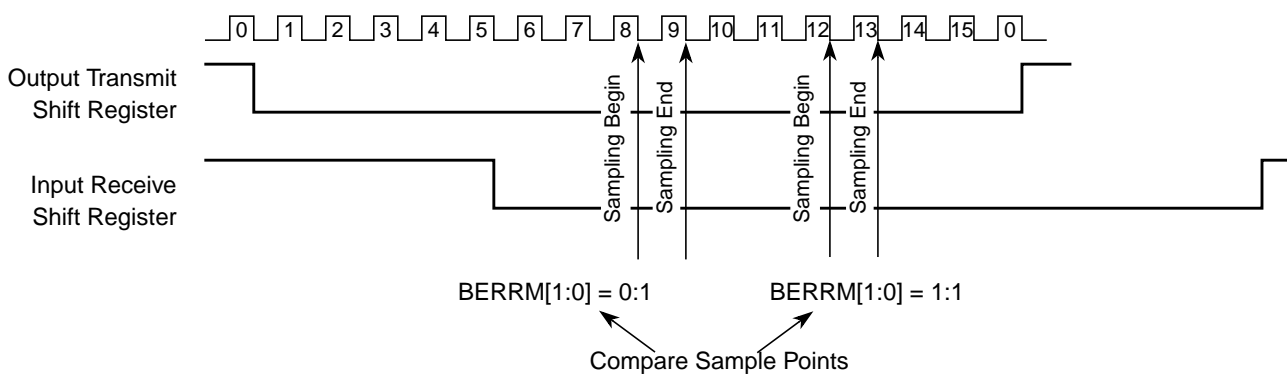 0 1 2 3 4 5 6 7 8 9 10 11 12 13 14 15 0
Output Transmit
Shift Register
Input Receive
Shift Register
Sampling Begin
Sampling End
Sampling Begin
Sampling End
BERRM[1:0] = 0:1
BERRM[1:0] = 1:1
Compare Sample Points